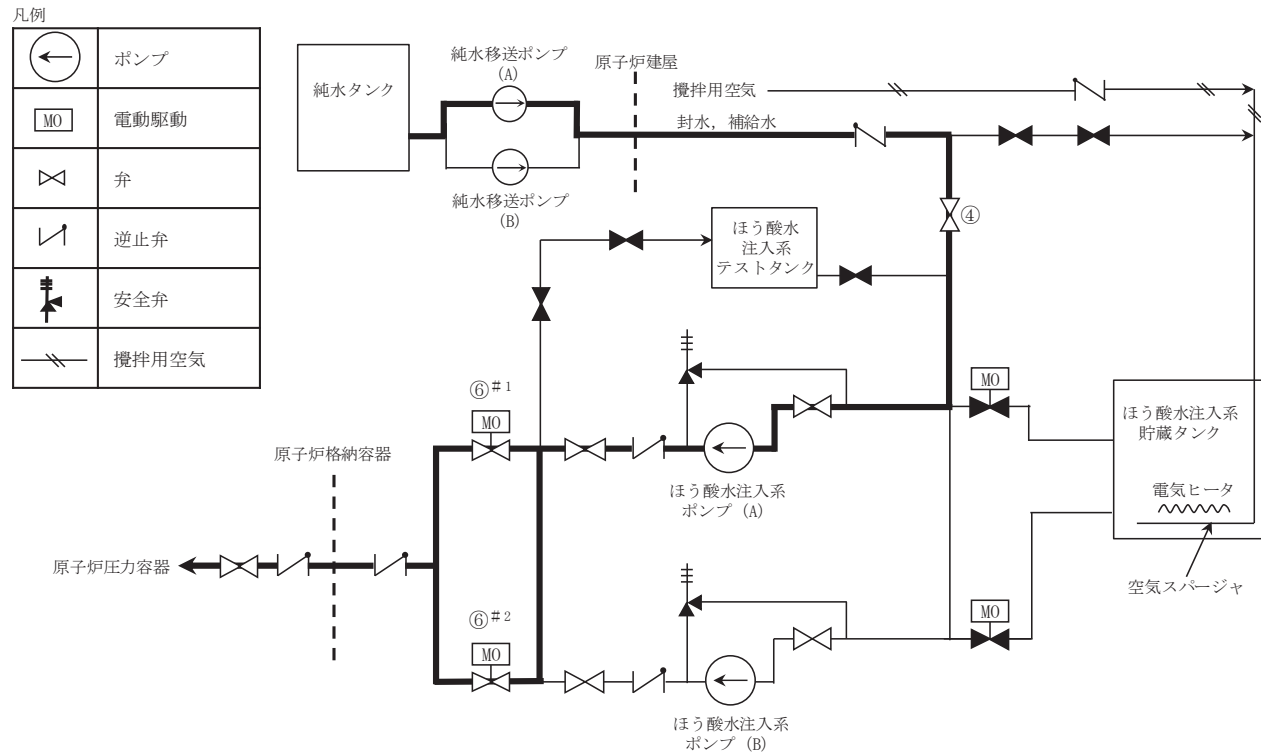 凡例
ポンプ
MO
電動駆動
弁
逆止弁
安全弁
攪拌用空気
純水タンク
純水移送ポンプ
(A)
純水移送ポンプ
(B)
原子炉建屋
攪拌用空気
封水,補給水
④
ほう酸水
注入系
テストタンク
⑥#1
MO
原子炉格納容器
原子炉圧力容器
⑥#2
MO
ほう酸水注入系
ポンプ (A)
ほう酸水注入系
ポンプ (B)
MO
MO
ほう酸水注入系
貯蔵タンク
電気ヒータ
空気スパージャ